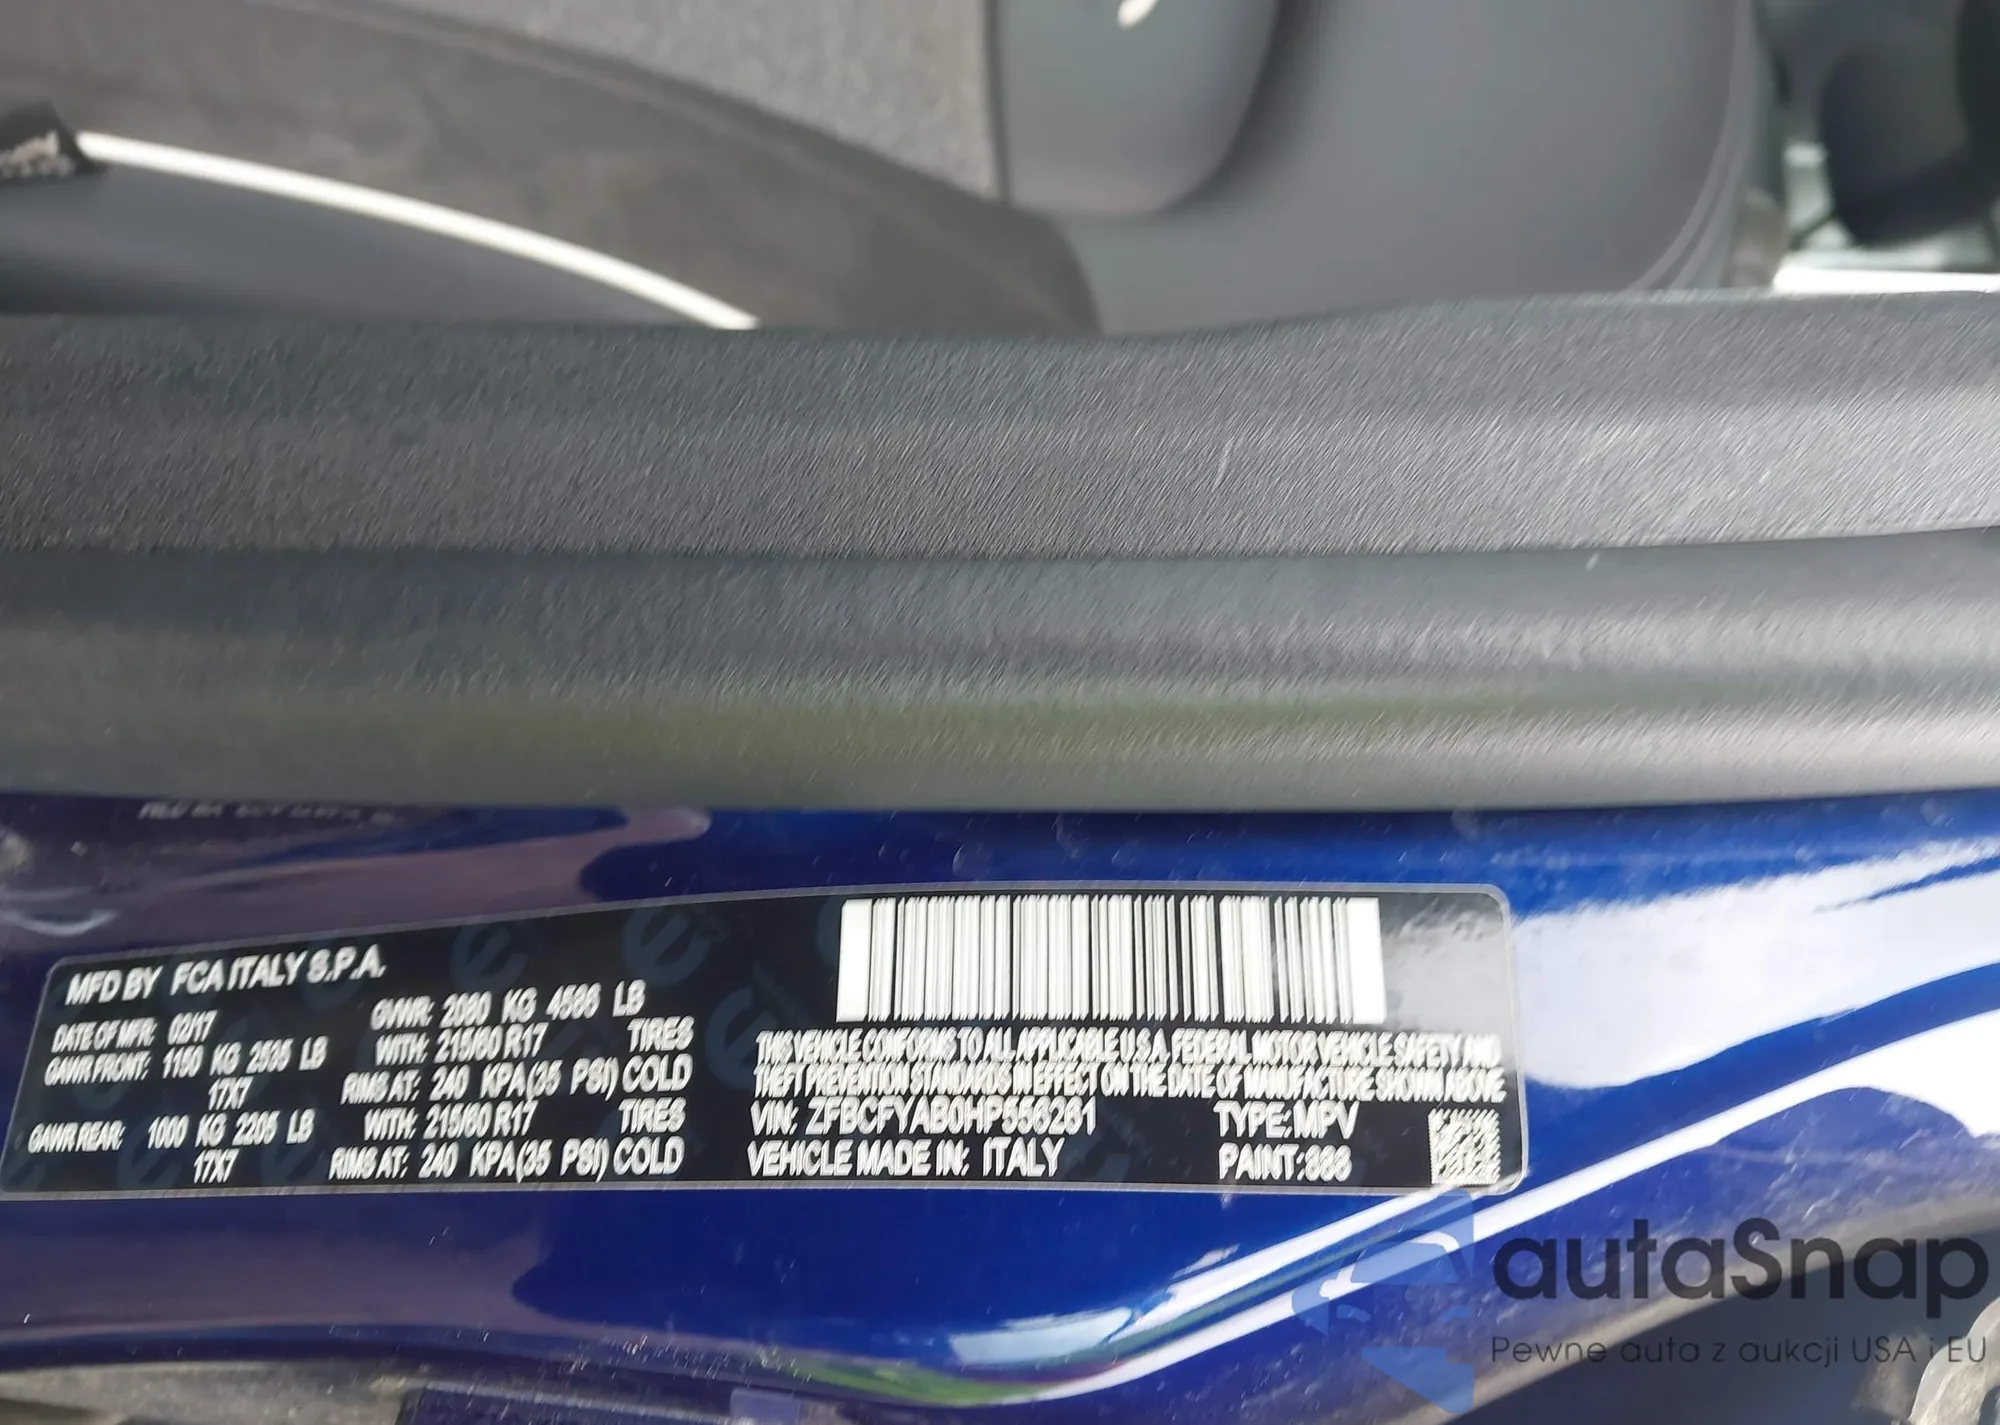 MFD BY FCA ITALY S.P.A.
DATE OF MFR: 02/17 GVWR: 2080 KG 4586 LB
GAWR FRONT: 1150 KG 2535 LB WITH: 215/60 R17 TIRES
17X7 RIMS AT: 240 KPA(35 PSI) COLD
GAWR REAR: 1000 KG 2205 LB WITH: 215/60 R17 TIRES
17X7 RIMS AT: 240 KPA(35 PSI) COLD
THIS VEHICLE CONFORMS TO ALL APPLICABLE U.S.A. FEDERAL MOTOR VEHICLE SAFETY AND
THEFT PREVENTION STANDARDS IN EFFECT ON THE DATE OF MANUFACTURE SHOWN ABOVE
VIN: ZFBCFYAB0HP556261 TYPE: MPV
VEHICLE MADE IN: ITALY PAINT: 888
autaSnap
Pewne auta z aukcji USA i EU